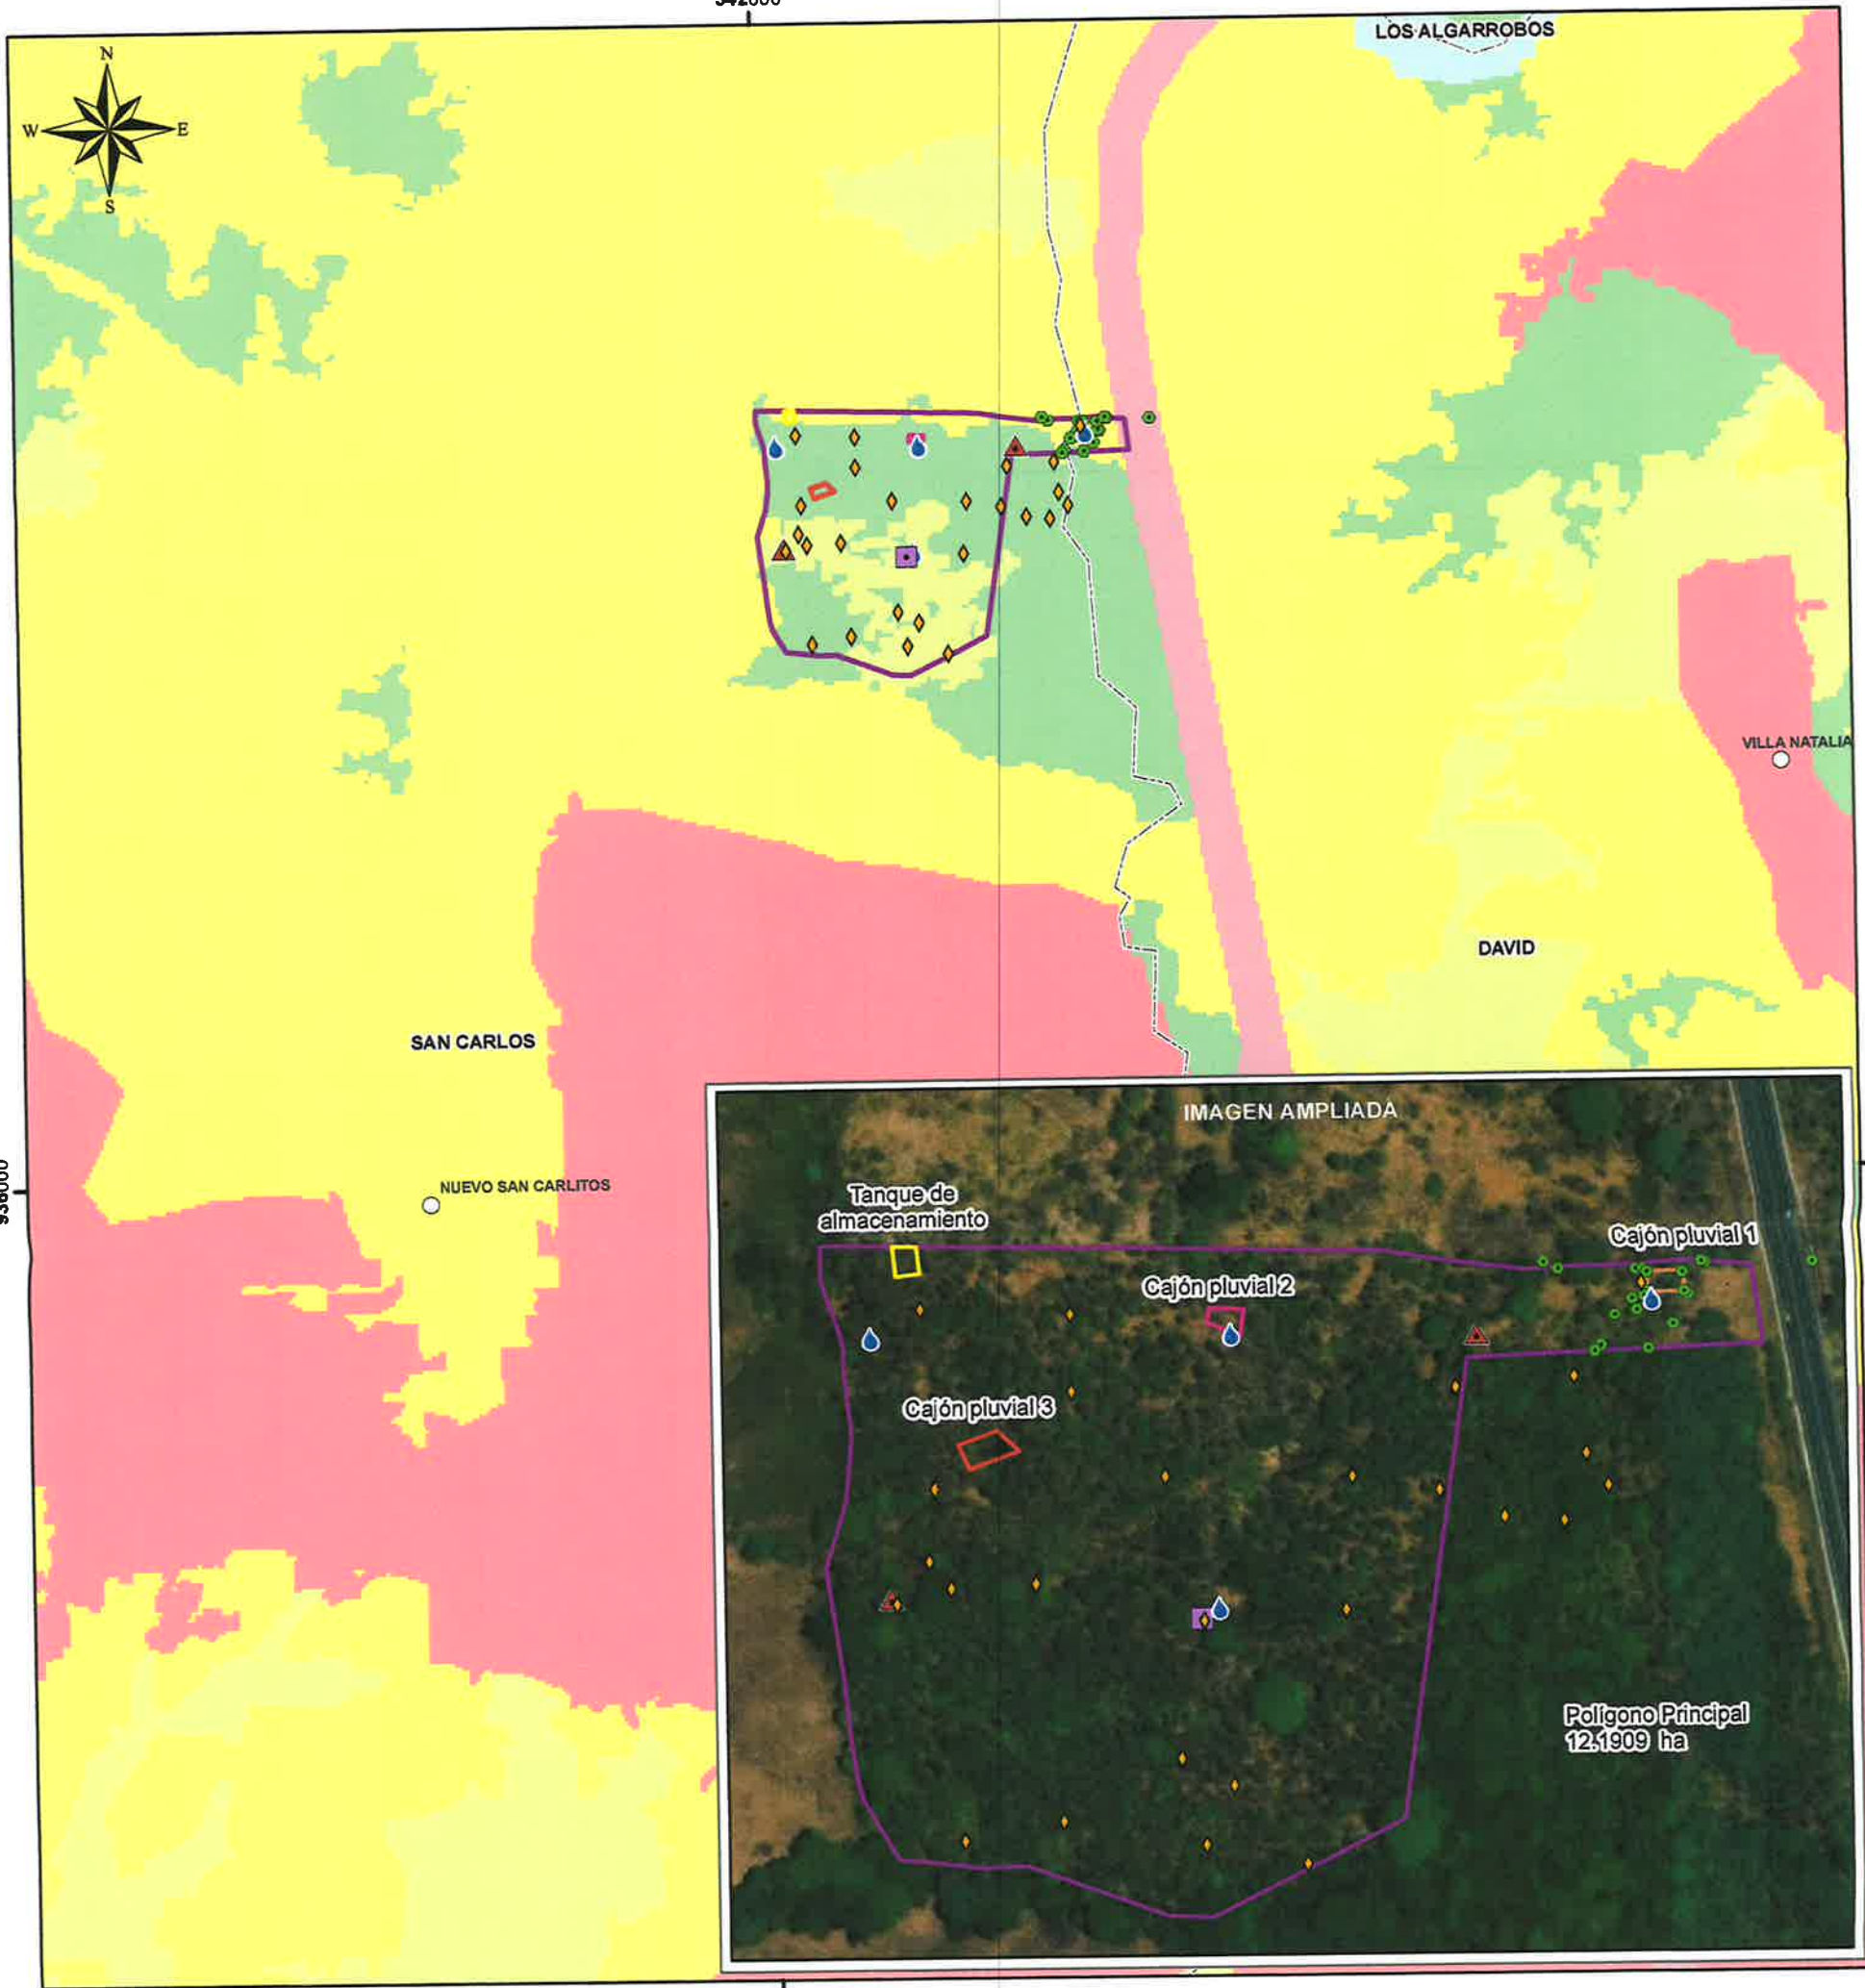 LOS ALGARROBOS
N
W
E
S
VILLA NATALIA
DAVID
SAN CARLOS
NUEVO SAN CARLITOS
IMAGEN AMPLIADA
Tanque de
almacenamiento
Cajón pluvial 1
Cajón pluvial 2
Cajón pluvial 3
Polígono Principal
12.1909 ha